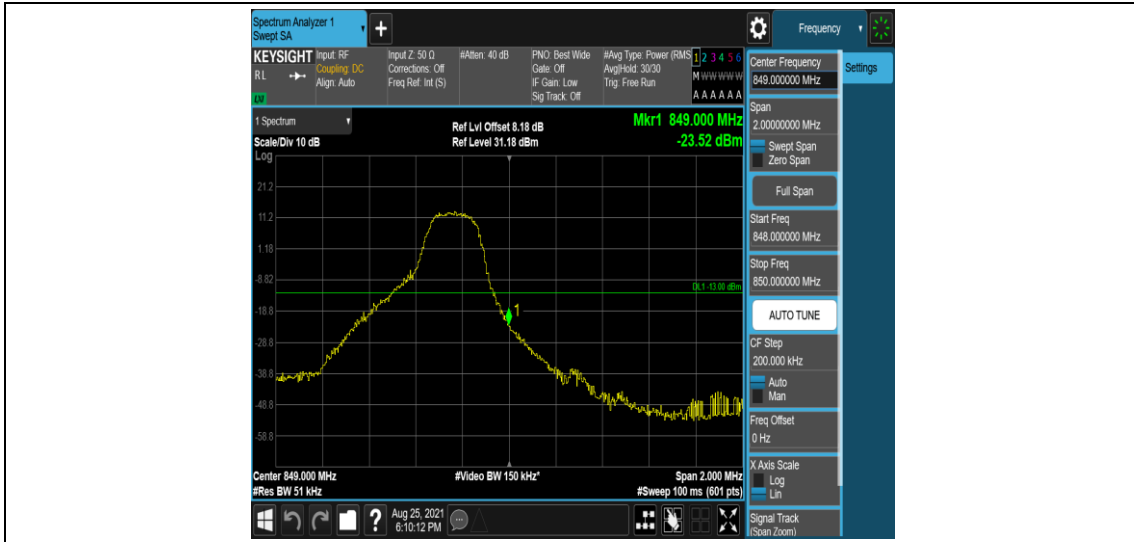 Spectrum Analyzer 1
Swept SA
+
Frequency
KEYSIGHT
RL
LXI
Input: RF
Coupling: DC
Align: Auto
Input Z: 50 Ω
Corrections: Off
Freq Ref: Int (S)
#Atten: 40 dB
PNO: Best Wide
Gate: Off
IF Gain: Low
Sig Track: Off
#Avg Type: Power (RMS
Avg|Hold: 30/30
Trig: Free Run
1 2 3 4 5 6
M W W W W W
A A A A A A
1 Spectrum
Scale/Div 10 dB
Log
Ref Lvl Offset 8.18 dB
Ref Level 31.18 dBm
Mkr1 849.000 MHz
-23.52 dBm
21.2
11.2
1.18
-8.82
-18.8
-28.8
-38.8
-48.8
-58.8
DL1 -13.00 dBm
1
Center 849.000 MHz
#Res BW 51 kHz
#Video BW 150 kHz*
Span 2.000 MHz
#Sweep 100 ms (601 pts)
Center Frequency
849.000000 MHz
Settings
Span
2.00000000 MHz
Swept Span
Zero Span
Full Span
Start Freq
848.000000 MHz
Stop Freq
850.000000 MHz
AUTO TUNE
CF Step
200.000 kHz
Auto
Man
Freq Offset
0 Hz
X Axis Scale
Log
Lin
Signal Track
(Span Zoom)
?
Aug 25, 2021
6:10:12 PM